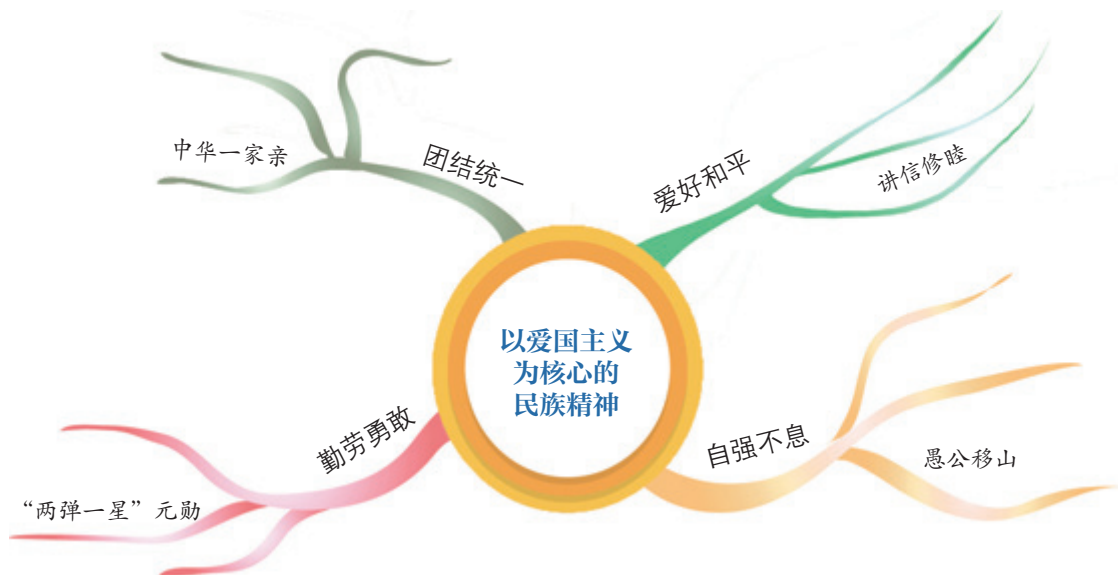 中华一家亲
团结统一
爱好和平
讲信修睦
以爱国主义
为核心的
民族精神
勤劳勇敢
“两弹一星”元勋
自强不息
愚公移山